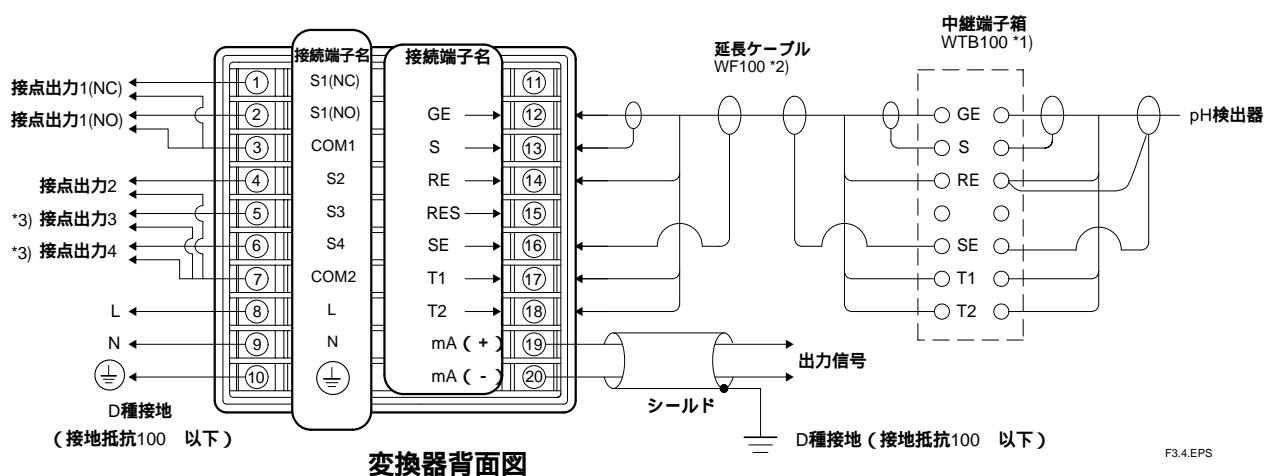 中継端子箱
WTB100 *1)
延長ケーブル
WF100 *2)
接続端子名
接続端子名
接点出力1(NC)
① S1(NC)
⑪
接点出力1(NO)
② S1(NO)
GE ⑫
GE
pH検出器
③ COM1
S ⑬
S
接点出力2
④ S2
RE ⑭
RE
*3) 接点出力3
⑤ S3
RES ⑮
*3) 接点出力4
⑥ S4
SE ⑯
SE
⑦ COM2
T1 ⑰
T1
L ⑧ L
T2 ⑱
T2
N ⑨ N
mA ( + ) ⑲
⑩
mA ( - ) ⑳
出力信号
シールド
D種接地
( 接地抵抗100 以下 )
D種接地 ( 接地抵抗100 以下 )
変換器背面図
F3.4.EPS